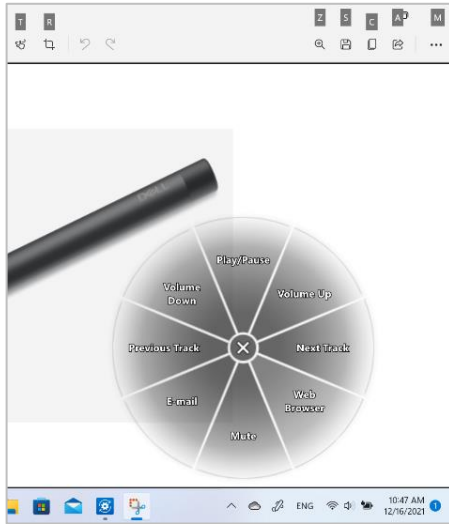 T R Z S C A M
DELL
Play/Pause
Volume
Down
Volume Up
Previous Track
Next Track
E-mail
Web
Browser
Mute
ENG
10:47 AM
12/16/2021
1